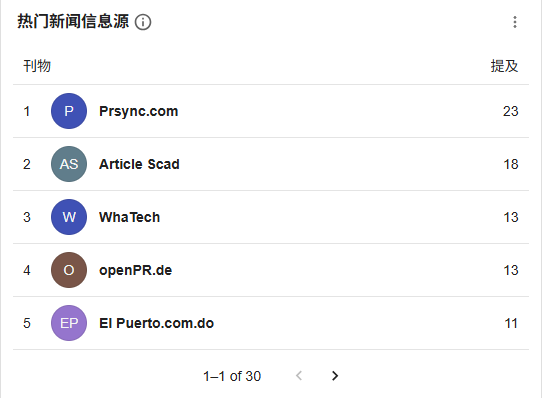 热门新闻信息源
刊物 提及
1 P Prsync.com 23
2 AS Article Scad 18
3 W WhaTech 13
4 O openPR.de 13
5 EP El Puerto.com.do 11
1–1 of 30